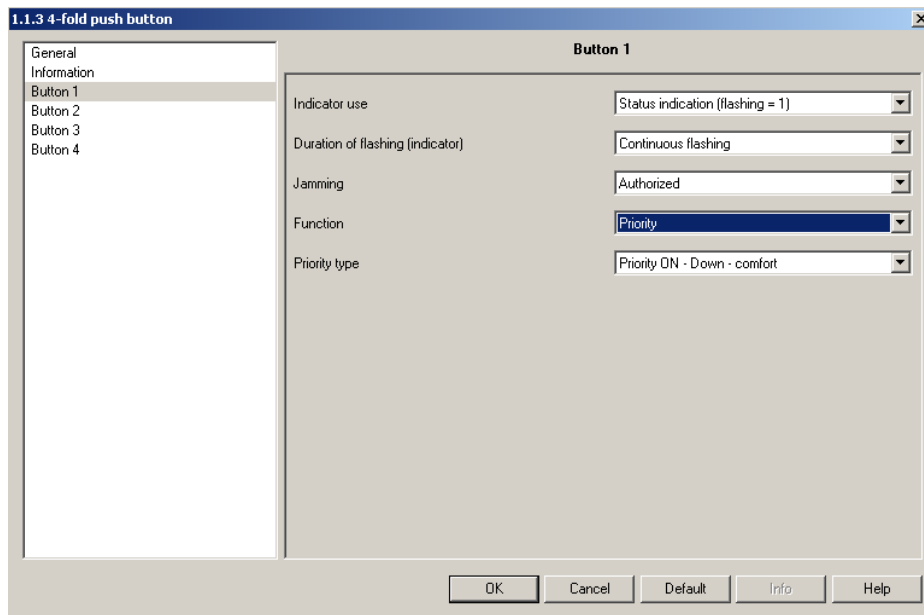 1.1.3 4-fold push button
General
Information
Button 1
Button 2
Button 3
Button 4
Button 1
Indicator use
Status indication (flashing = 1)
Duration of flashing (indicator)
Continuous flashing
Jamming
Authorized
Function
Priority
Priority type
Priority ON - Down - comfort
OK
Cancel
Default
Info
Help